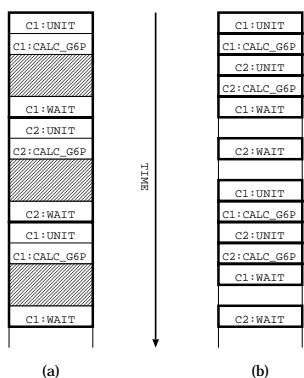 C1:UNIT
C1:CALC_G6P
C1:WAIT
C2:UNIT
C2:CALC_G6P
C2:WAIT
C1:UNIT
C1:CALC_G6P
C1:WAIT
(a)
TIME
C1:UNIT
C1:CALC_G6P
C2:UNIT
C2:CALC_G6P
C1:WAIT
C2:WAIT
C1:UNIT
C1:CALC_G6P
C2:UNIT
C2:CALC_G6P
C1:WAIT
C2:WAIT
(b)